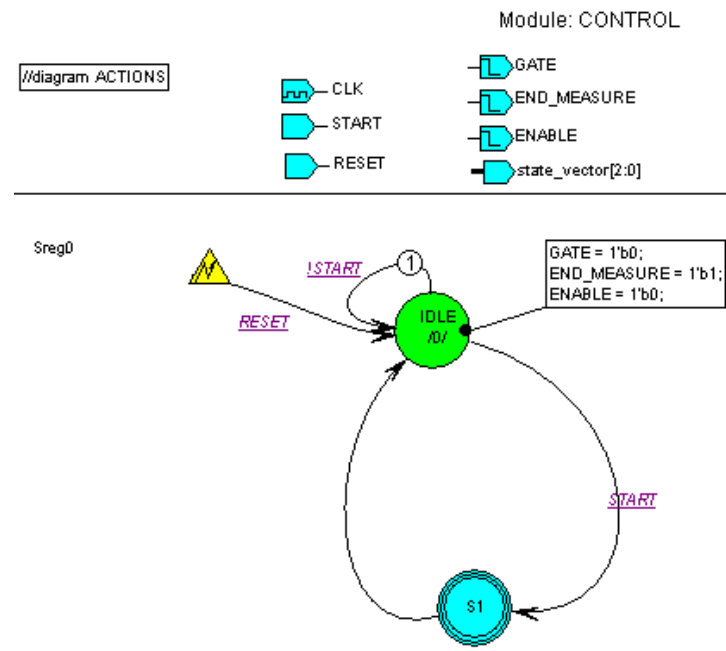 Module: CONTROL
//diagram ACTIONS
CLK
START
RESET
GATE
END_MEASURE
ENABLE
state_vector[2:0]
Sreg0
!START
1
RESET
IDLE
/0/
GATE = 1'b0;
END_MEASURE = 1'b1;
ENABLE = 1'b0;
START
S1